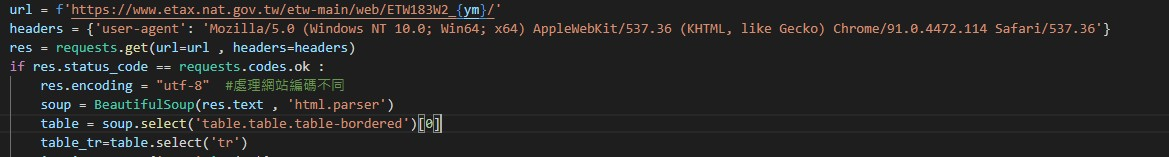 url = f'https://www.etax.nat.gov.tw/etw-main/web/ETW183W2_{ym}/'
headers = {'user-agent': 'Mozilla/5.0 (Windows NT 10.0; Win64; x64) AppleWebKit/537.36 (KHTML, like Gecko) Chrome/91.0.4472.114 Safari/537.36'}
res = requests.get(url=url , headers=headers)
if res.status_code == requests.codes.ok :
    res.encoding = "utf-8"  #處理網站編碼不同
    soup = BeautifulSoup(res.text , 'html.parser')
    table = soup.select('table.table.table-bordered')[0]
    table_tr=table.select('tr')